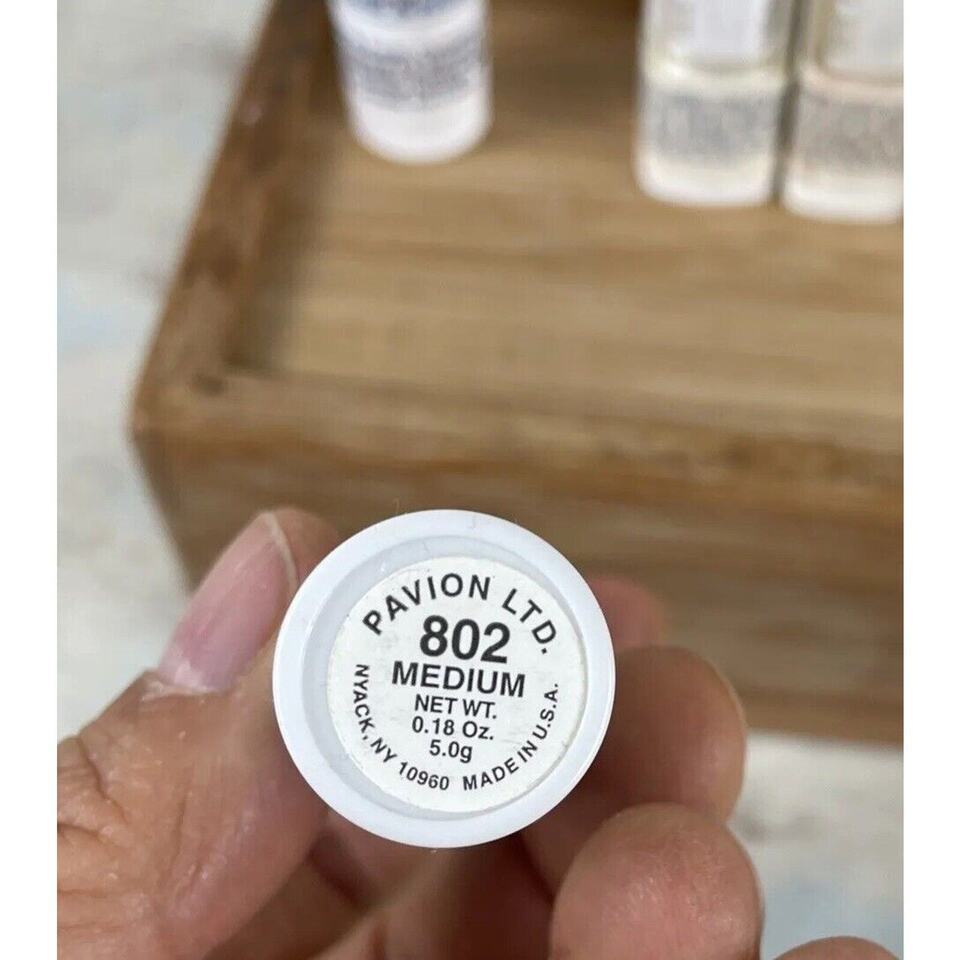 PAVION LTD.
802
MEDIUM
NET WT.
0.18 Oz.
5.0g
NYACK, NY 10960 MADE IN U.S.A.